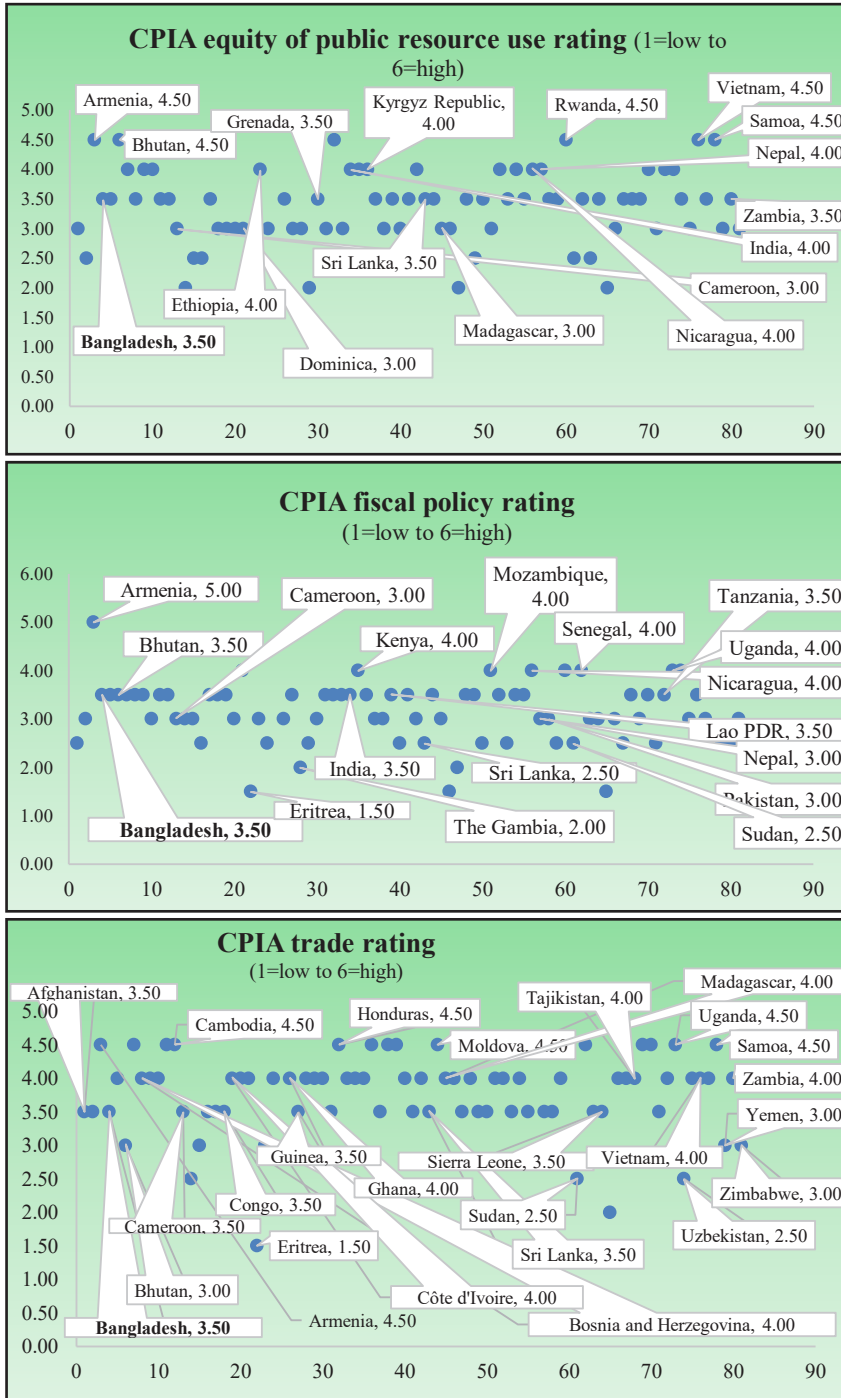 CPIA equity of public resource use rating (1=low to
6=high)
5.00
4.50
4.00
3.50
3.00
2.50
2.00
1.50
1.00
0.50
0.00
Armenia, 4.50
Bhutan, 4.50
Grenada, 3.50
Kyrgyz Republic,
4.00
Rwanda, 4.50
Vietnam, 4.50
Samoa, 4.50
Nepal, 4.00
Zambia, 3.50
India, 4.00
Cameroon, 3.00
Sri Lanka, 3.50
Ethiopia, 4.00
Madagascar, 3.00
Nicaragua, 4.00
Bangladesh, 3.50
Dominica, 3.00
0 10 20 30 40 50 60 70 80 90
CPIA fiscal policy rating
(1=low to 6=high)
6.00
5.00
4.00
3.00
2.00
1.00
0.00
Armenia, 5.00
Cameroon, 3.00
Mozambique,
4.00
Tanzania, 3.50
Bhutan, 3.50
Kenya, 4.00
Senegal, 4.00
Uganda, 4.00
Nicaragua, 4.00
Lao PDR, 3.50
Nepal, 3.00
India, 3.50
Sri Lanka, 2.50
Pakistan, 3.00
Eritrea, 1.50
The Gambia, 2.00
Sudan, 2.50
Bangladesh, 3.50
0 10 20 30 40 50 60 70 80 90
CPIA trade rating
(1=low to 6=high)
5.00
4.50
4.00
3.50
3.00
2.50
2.00
1.50
1.00
0.50
0.00
Afghanistan, 3.50
Cambodia, 4.50
Honduras, 4.50
Tajikistan, 4.00
Madagascar, 4.00
Uganda, 4.50
Moldova, 4.50
Samoa, 4.50
Zambia, 4.00
Yemen, 3.00
Guinea, 3.50
Sierra Leone, 3.50
Vietnam, 4.00
Ghana, 4.00
Zimbabwe, 3.00
Congo, 3.50
Cameroon, 3.50
Sudan, 2.50
Uzbekistan, 2.50
Eritrea, 1.50
Sri Lanka, 3.50
Bhutan, 3.00
Côte d'Ivoire, 4.00
Armenia, 4.50
Bangladesh, 3.50
Bosnia and Herzegovina, 4.00
0 10 20 30 40 50 60 70 80 90